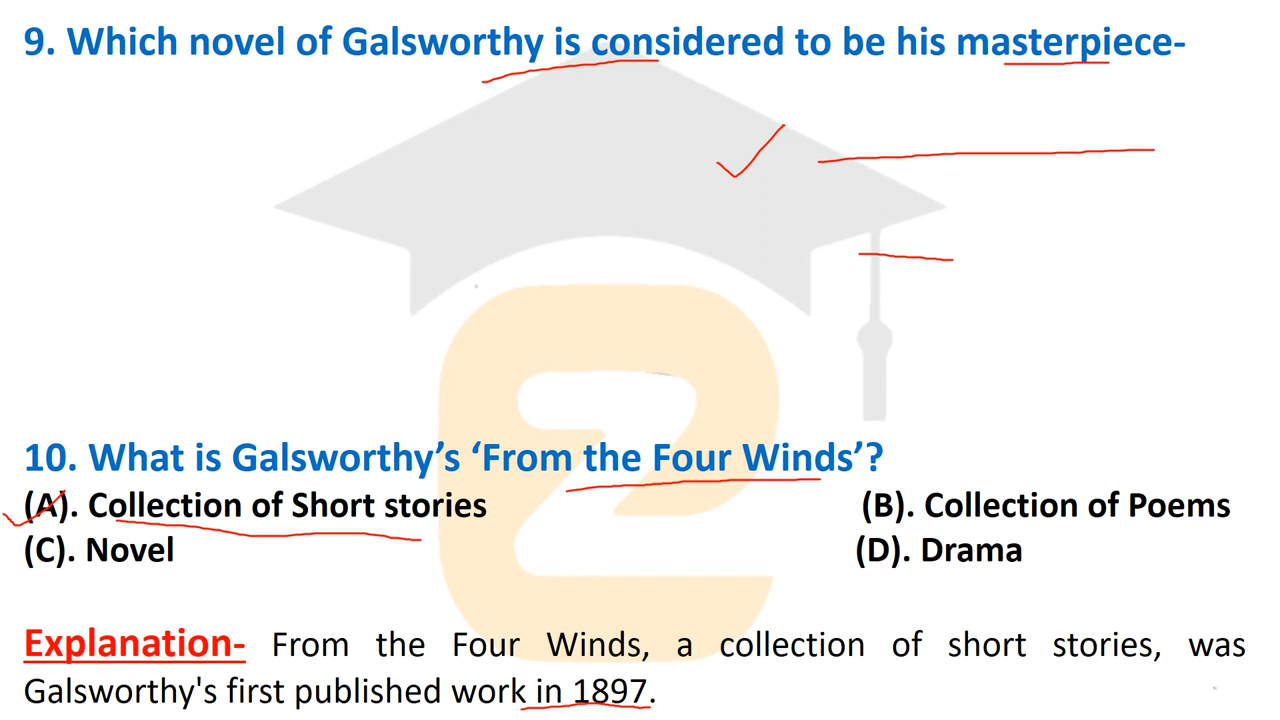 9. Which novel of Galsworthy is considered to be his masterpiece-
10. What is Galsworthy’s ‘From the Four Winds’?
(A). Collection of Short stories (B). Collection of Poems
(C). Novel (D). Drama
Explanation- From the Four Winds, a collection of short stories, was
Galsworthy's first published work in 1897.